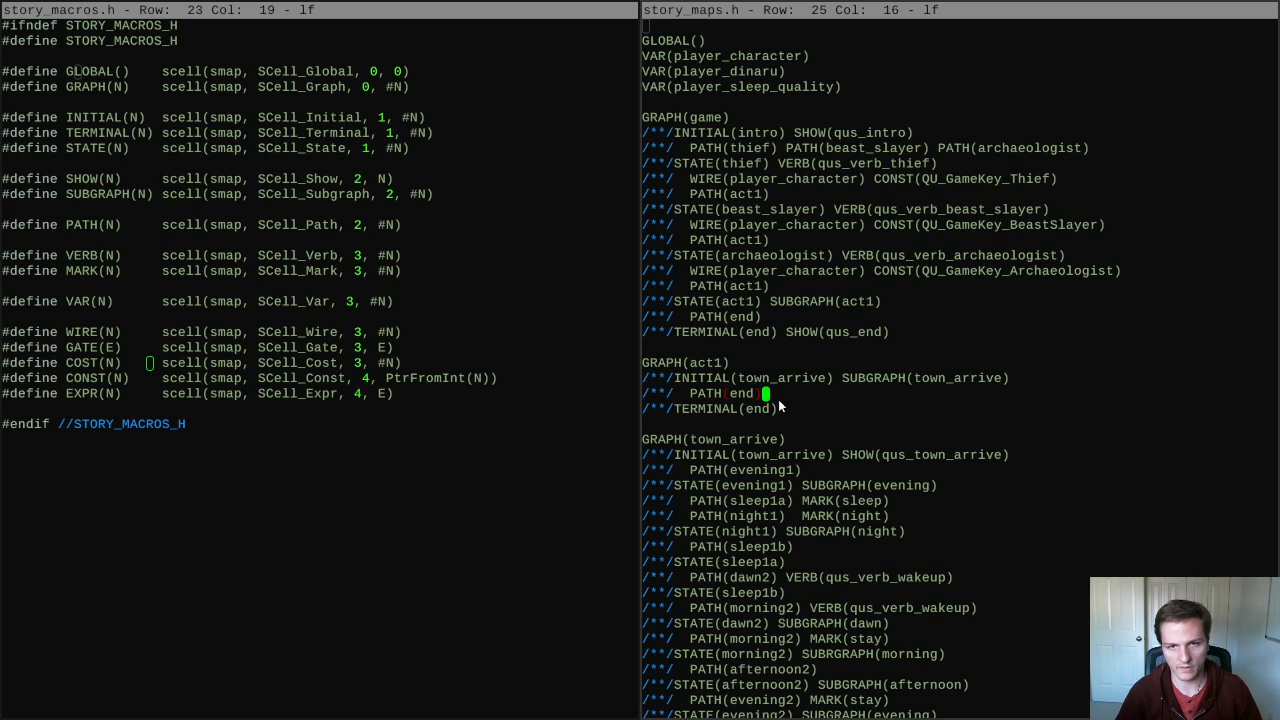 story_macros.h - Row: 23 Col: 19 - lf
#ifndef STORY_MACROS_H
#define STORY_MACROS_H
#define GLOBAL() scell(smap, SCell_Global, 0, 0)
#define GRAPH(N) scell(smap, SCell_Graph, 0, #N)
#define INITIAL(N) scell(smap, SCell_Initial, 1, #N)
#define TERMINAL(N) scell(smap, SCell_Terminal, 1, #N)
#define STATE(N) scell(smap, SCell_State, 1, #N)
#define SHOW(N) scell(smap, SCell_Show, 2, N)
#define SUBGRAPH(N) scell(smap, SCell_Subgraph, 2, #N)
#define PATH(N) scell(smap, SCell_Path, 2, #N)
#define VERB(N) scell(smap, SCell_Verb, 3, #N)
#define MARK(N) scell(smap, SCell_Mark, 3, #N)
#define VAR(N) scell(smap, SCell_Var, 3, #N)
#define WIRE(N) scell(smap, SCell_Wire, 3, #N)
#define GATE(E) scell(smap, SCell_Gate, 3, E)
#define COST(N) scell(smap, SCell_Cost, 3, #N)
#define CONST(N) scell(smap, SCell_Const, 4, PtrFromInt(N))
#define EXPR(N) scell(smap, SCell_Expr, 4, E)
#endif //STORY_MACROS_H
story_maps.h - Row: 25 Col: 16 - lf
GLOBAL()
VAR(player_character)
VAR(player_dinaru)
VAR(player_sleep_quality)
GRAPH(game)
/**/INITIAL(intro) SHOW(qus_intro)
/**/  PATH(thief) PATH(beast_slayer) PATH(archaeologist)
/**/STATE(thief) VERB(qus_verb_thief)
/**/  WIRE(player_character) CONST(QU_GameKey_Thief)
/**/  PATH(act1)
/**/STATE(beast_slayer) VERB(qus_verb_beast_slayer)
/**/  WIRE(player_character) CONST(QU_GameKey_BeastSlayer)
/**/  PATH(act1)
/**/STATE(archaeologist) VERB(qus_verb_archaeologist)
/**/  WIRE(player_character) CONST(QU_GameKey_Archaeologist)
/**/  PATH(act1)
/**/STATE(act1) SUBGRAPH(act1)
/**/  PATH(end)
/**/TERMINAL(end) SHOW(qus_end)
GRAPH(act1)
/**/INITIAL(town_arrive) SUBGRAPH(town_arrive)
/**/  PATH(end)
/**/TERMINAL(end)
GRAPH(town_arrive)
/**/INITIAL(town_arrive) SHOW(qus_town_arrive)
/**/  PATH(evening1)
/**/STATE(evening1) SUBGRAPH(evening)
/**/  PATH(sleep1a) MARK(sleep)
/**/  PATH(night1)  MARK(night)
/**/STATE(night1) SUBGRAPH(night)
/**/  PATH(sleep1b)
/**/STATE(sleep1a)
/**/  PATH(dawn2) VERB(qus_verb_wakeup)
/**/STATE(sleep1b)
/**/  PATH(morning2) VERB(qus_verb_wakeup)
/**/STATE(dawn2) SUBGRAPH(dawn)
/**/  PATH(morning2) MARK(stay)
/**/STATE(morning2) SUBRGRAPH(morning)
/**/  PATH(afternoon2)
/**/STATE(afternoon2) SUBGRAPH(afternoon)
/**/  PATH(evening2) MARK(stay)
/**/STATE(evening2) SUBGRAPH(evening)